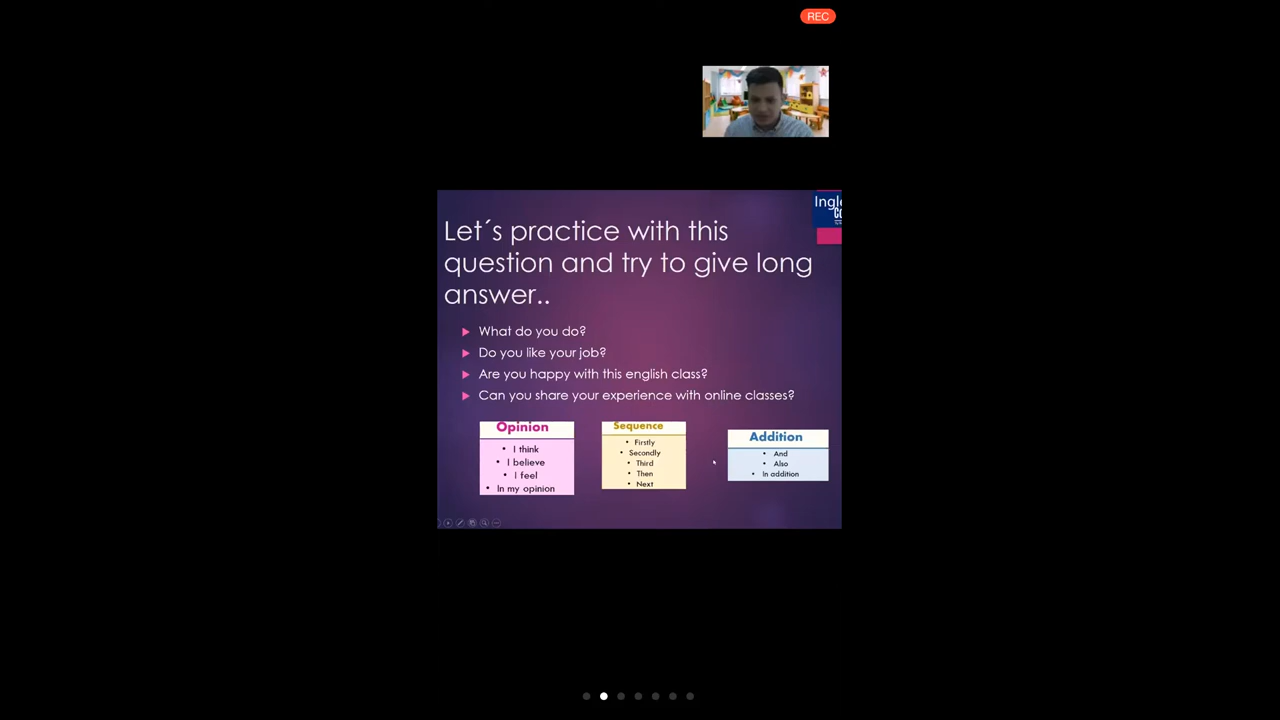 REC
Let´s practice with this
question and try to give long
answer..
What do you do?
Do you like your job?
Are you happy with this english class?
Can you share your experience with online classes?
Opinion
• I think
• I believe
• I feel
• In my opinion
Sequence
• Firstly
• Secondly
• Third
• Then
• Next
Addition
• And
• Also
• In addition